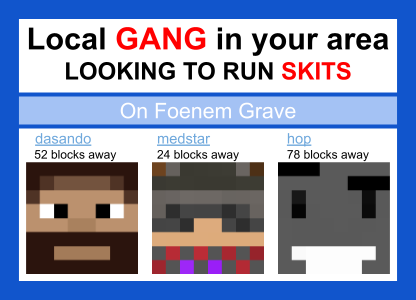 Local GANG in your area
LOOKING TO RUN SKITS
On Foenem Grave
dasando
52 blocks away
medstar
24 blocks away
hop
78 blocks away